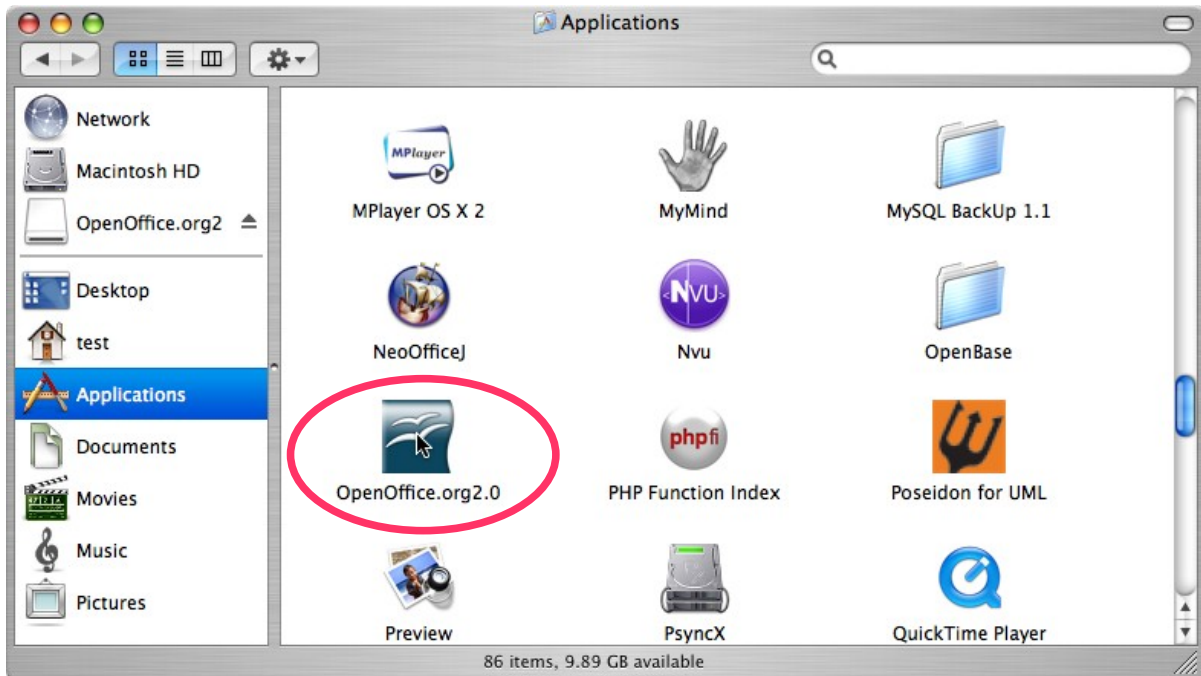 Applications
Network
Macintosh HD
OpenOffice.org2
Desktop
test
Applications
Documents
Movies
Music
Pictures
MPlayer
MPlayer OS X 2
MyMind
MySQL BackUp 1.1
NeoOfficeJ
<NVU>
Nvu
OpenBase
OpenOffice.org2.0
phpfi
PHP Function Index
Poseidon for UML
Preview
PsyncX
QuickTime Player
86 items, 9.89 GB available